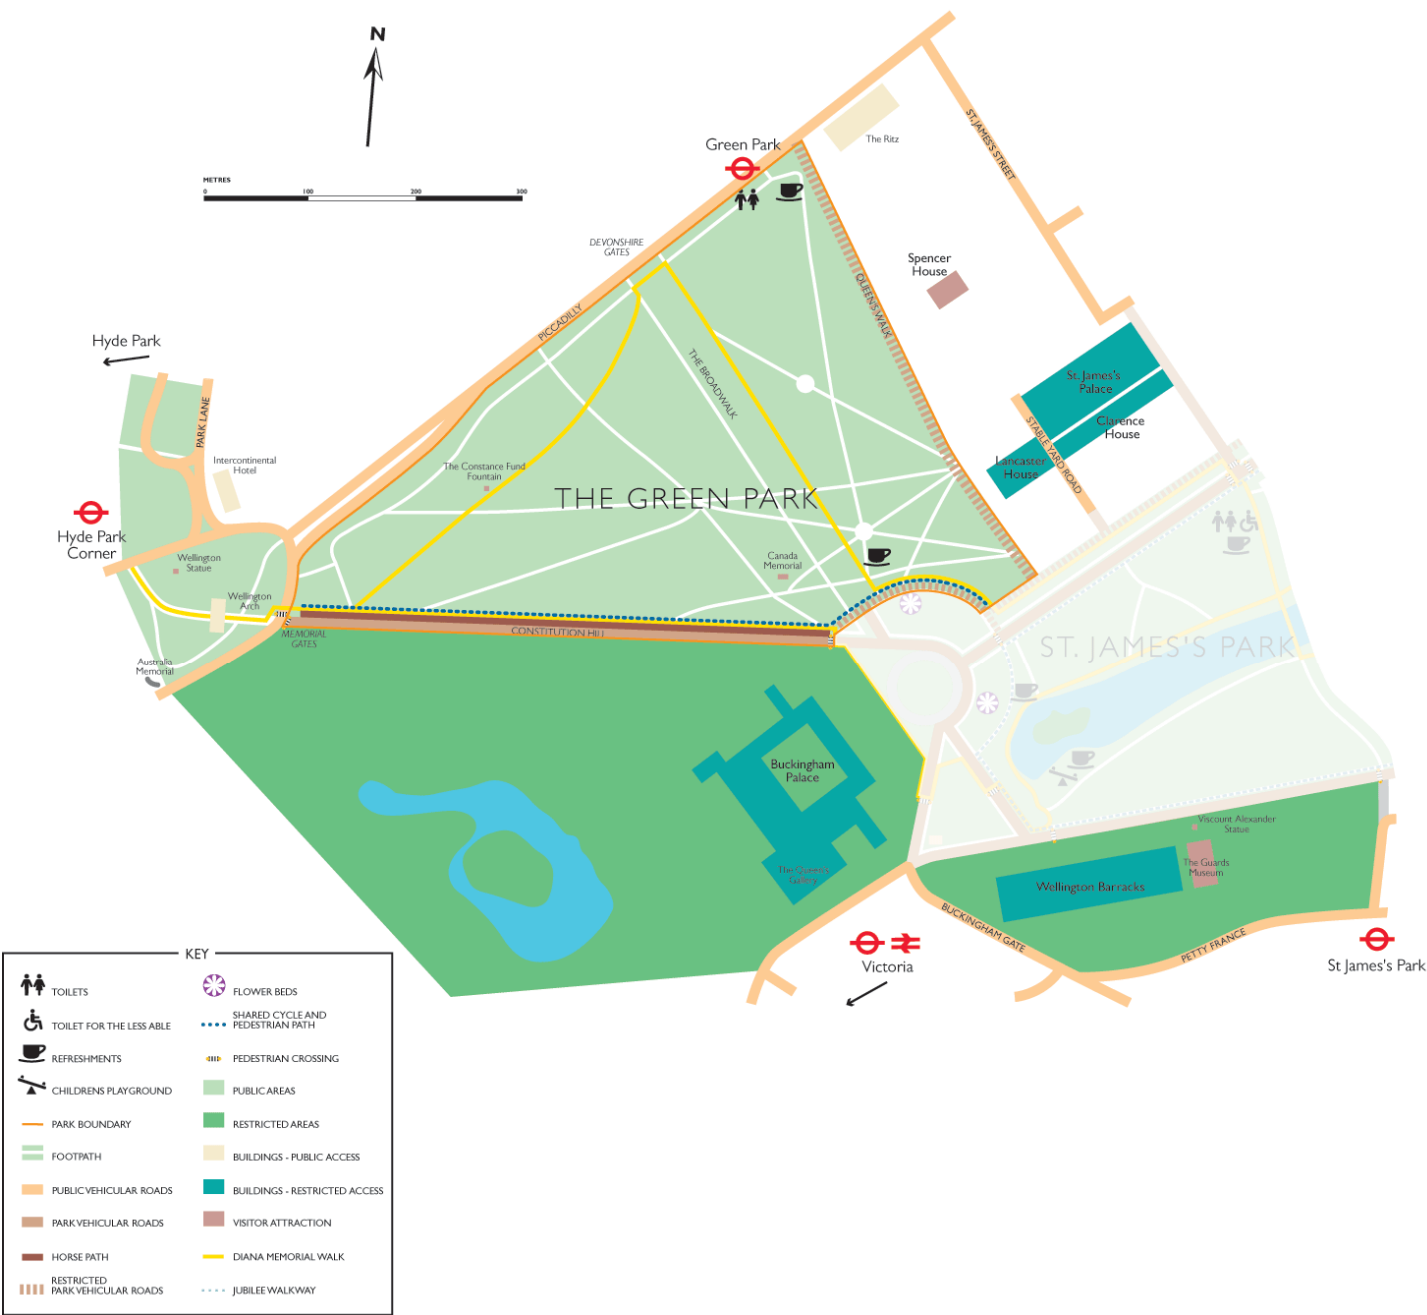 N
METRES
0 100 200 300
Green Park
The Ritz
ST. JAMES'S STREET
DEVONSHIRE
GATES
Spencer
House
PICCADILLY
QUEEN'S WALK
Hyde Park
THE BROADWALK
St. James's
Palace
PARK LANE
Clarence
House
STABLE YARD ROAD
Intercontinental
Hotel
The Constance Fund
Fountain
Lancaster
House
THE GREEN PARK
Hyde Park
Corner
Wellington
Statue
Canada
Memorial
Wellington
Arch
MEMORIAL
GATES
CONSTITUTION HILL
ST. JAMES'S PARK
Australia
Memorial
Buckingham
Palace
The Queen's
Gallery
Viscount Alexander
Statue
The Guards
Museum
Wellington Barracks
BUCKINGHAM GATE
PETTY FRANCE
Victoria
St James's Park
KEY
TOILETS
TOILET FOR THE LESS ABLE
REFRESHMENTS
CHILDRENS PLAYGROUND
PARK BOUNDARY
FOOTPATH
PUBLIC VEHICULAR ROADS
PARK VEHICULAR ROADS
HORSE PATH
RESTRICTED
PARK VEHICULAR ROADS
FLOWER BEDS
SHARED CYCLE AND
PEDESTRIAN PATH
PEDESTRIAN CROSSING
PUBLIC AREAS
RESTRICTED AREAS
BUILDINGS - PUBLIC ACCESS
BUILDINGS - RESTRICTED ACCESS
VISITOR ATTRACTION
DIANA MEMORIAL WALK
JUBILEE WALKWAY